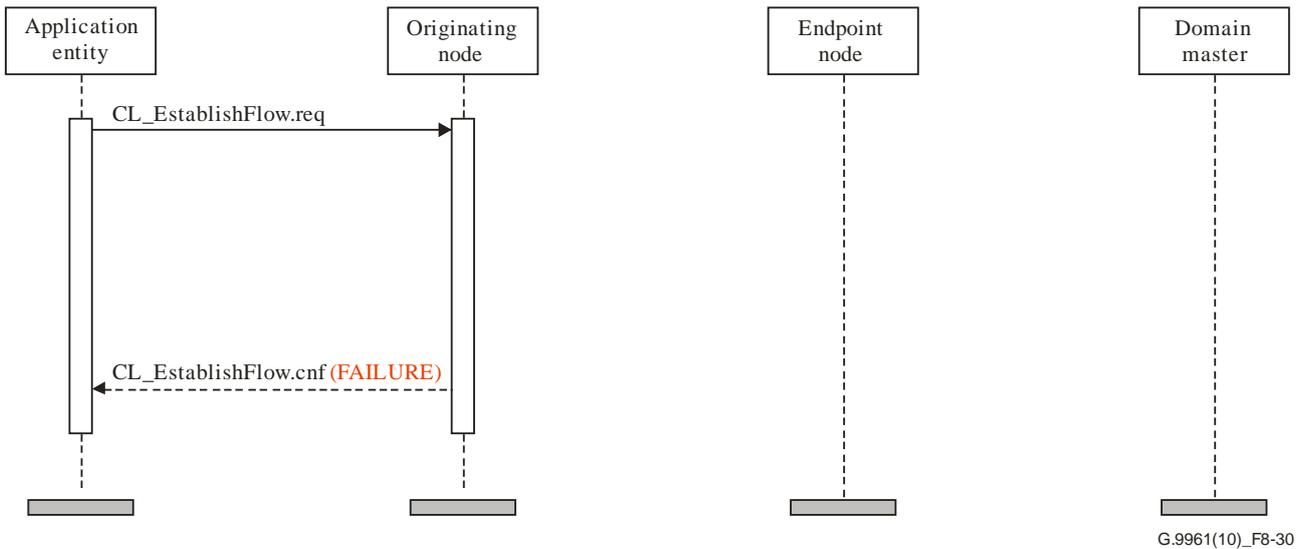 Application
entity
Originating
node
Endpoint
node
Domain
master
CL_EstablishFlow.req
CL_EstablishFlow.cnf (FAILURE)
G.9961(10)_F8-30